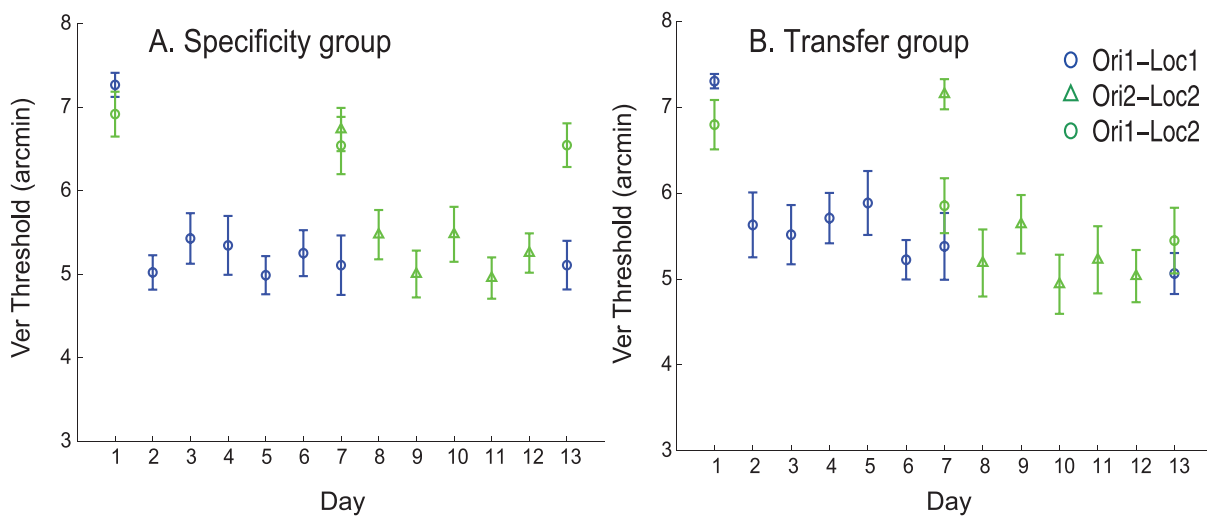 A. Specificity group
Ver Threshold (arcmin)
8
7
6
5
4
3
1 2 3 4 5 6 7 8 9 10 11 12 13
Day
B. Transfer group
Ori1–Loc1
Ori2–Loc2
Ori1–Loc2
Ver Threshold (arcmin)
8
7
6
5
4
3
1 2 3 4 5 6 7 8 9 10 11 12 13
Day